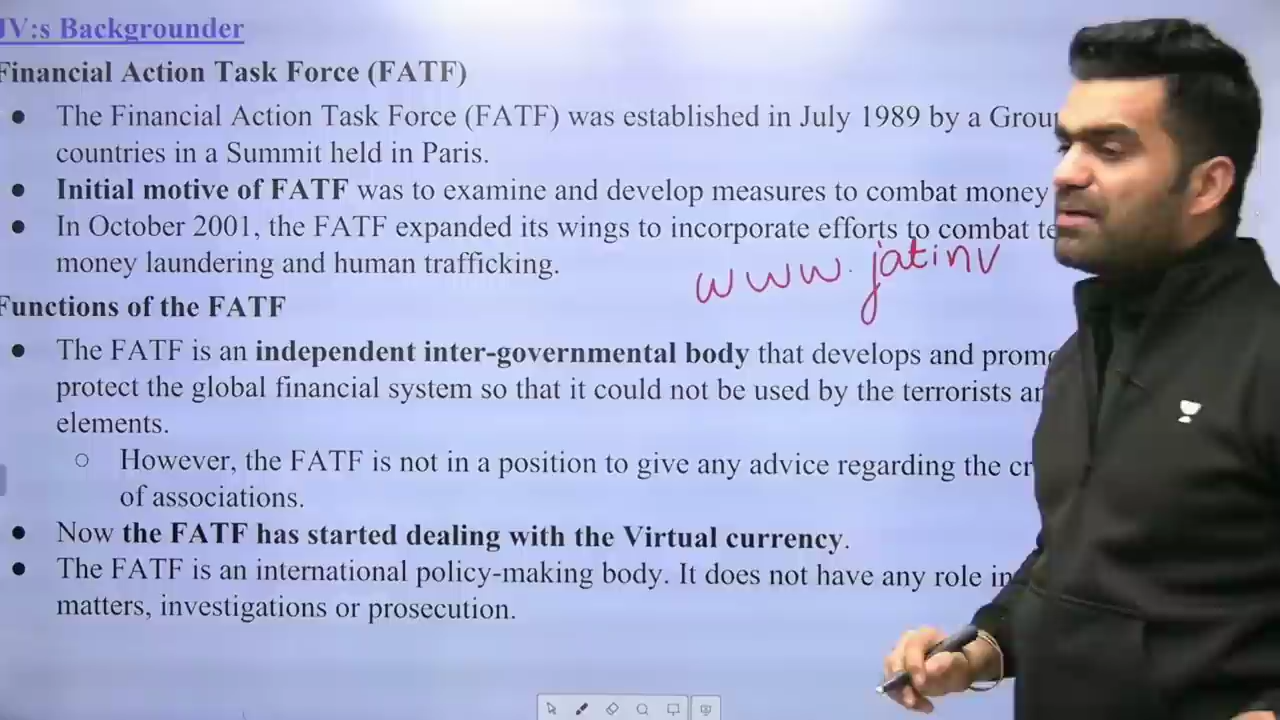 JV:s Backgrounder
Financial Action Task Force (FATF)
● The Financial Action Task Force (FATF) was established in July 1989 by a Grou
countries in a Summit held in Paris.
● Initial motive of FATF was to examine and develop measures to combat money
● In October 2001, the FATF expanded its wings to incorporate efforts to combat te
money laundering and human trafficking.
www.jatinv
Functions of the FATF
● The FATF is an independent inter-governmental body that develops and promo
protect the global financial system so that it could not be used by the terrorists an
elements.
○ However, the FATF is not in a position to give any advice regarding the cr
of associations.
● Now the FATF has started dealing with the Virtual currency.
● The FATF is an international policy-making body. It does not have any role in
matters, investigations or prosecution.